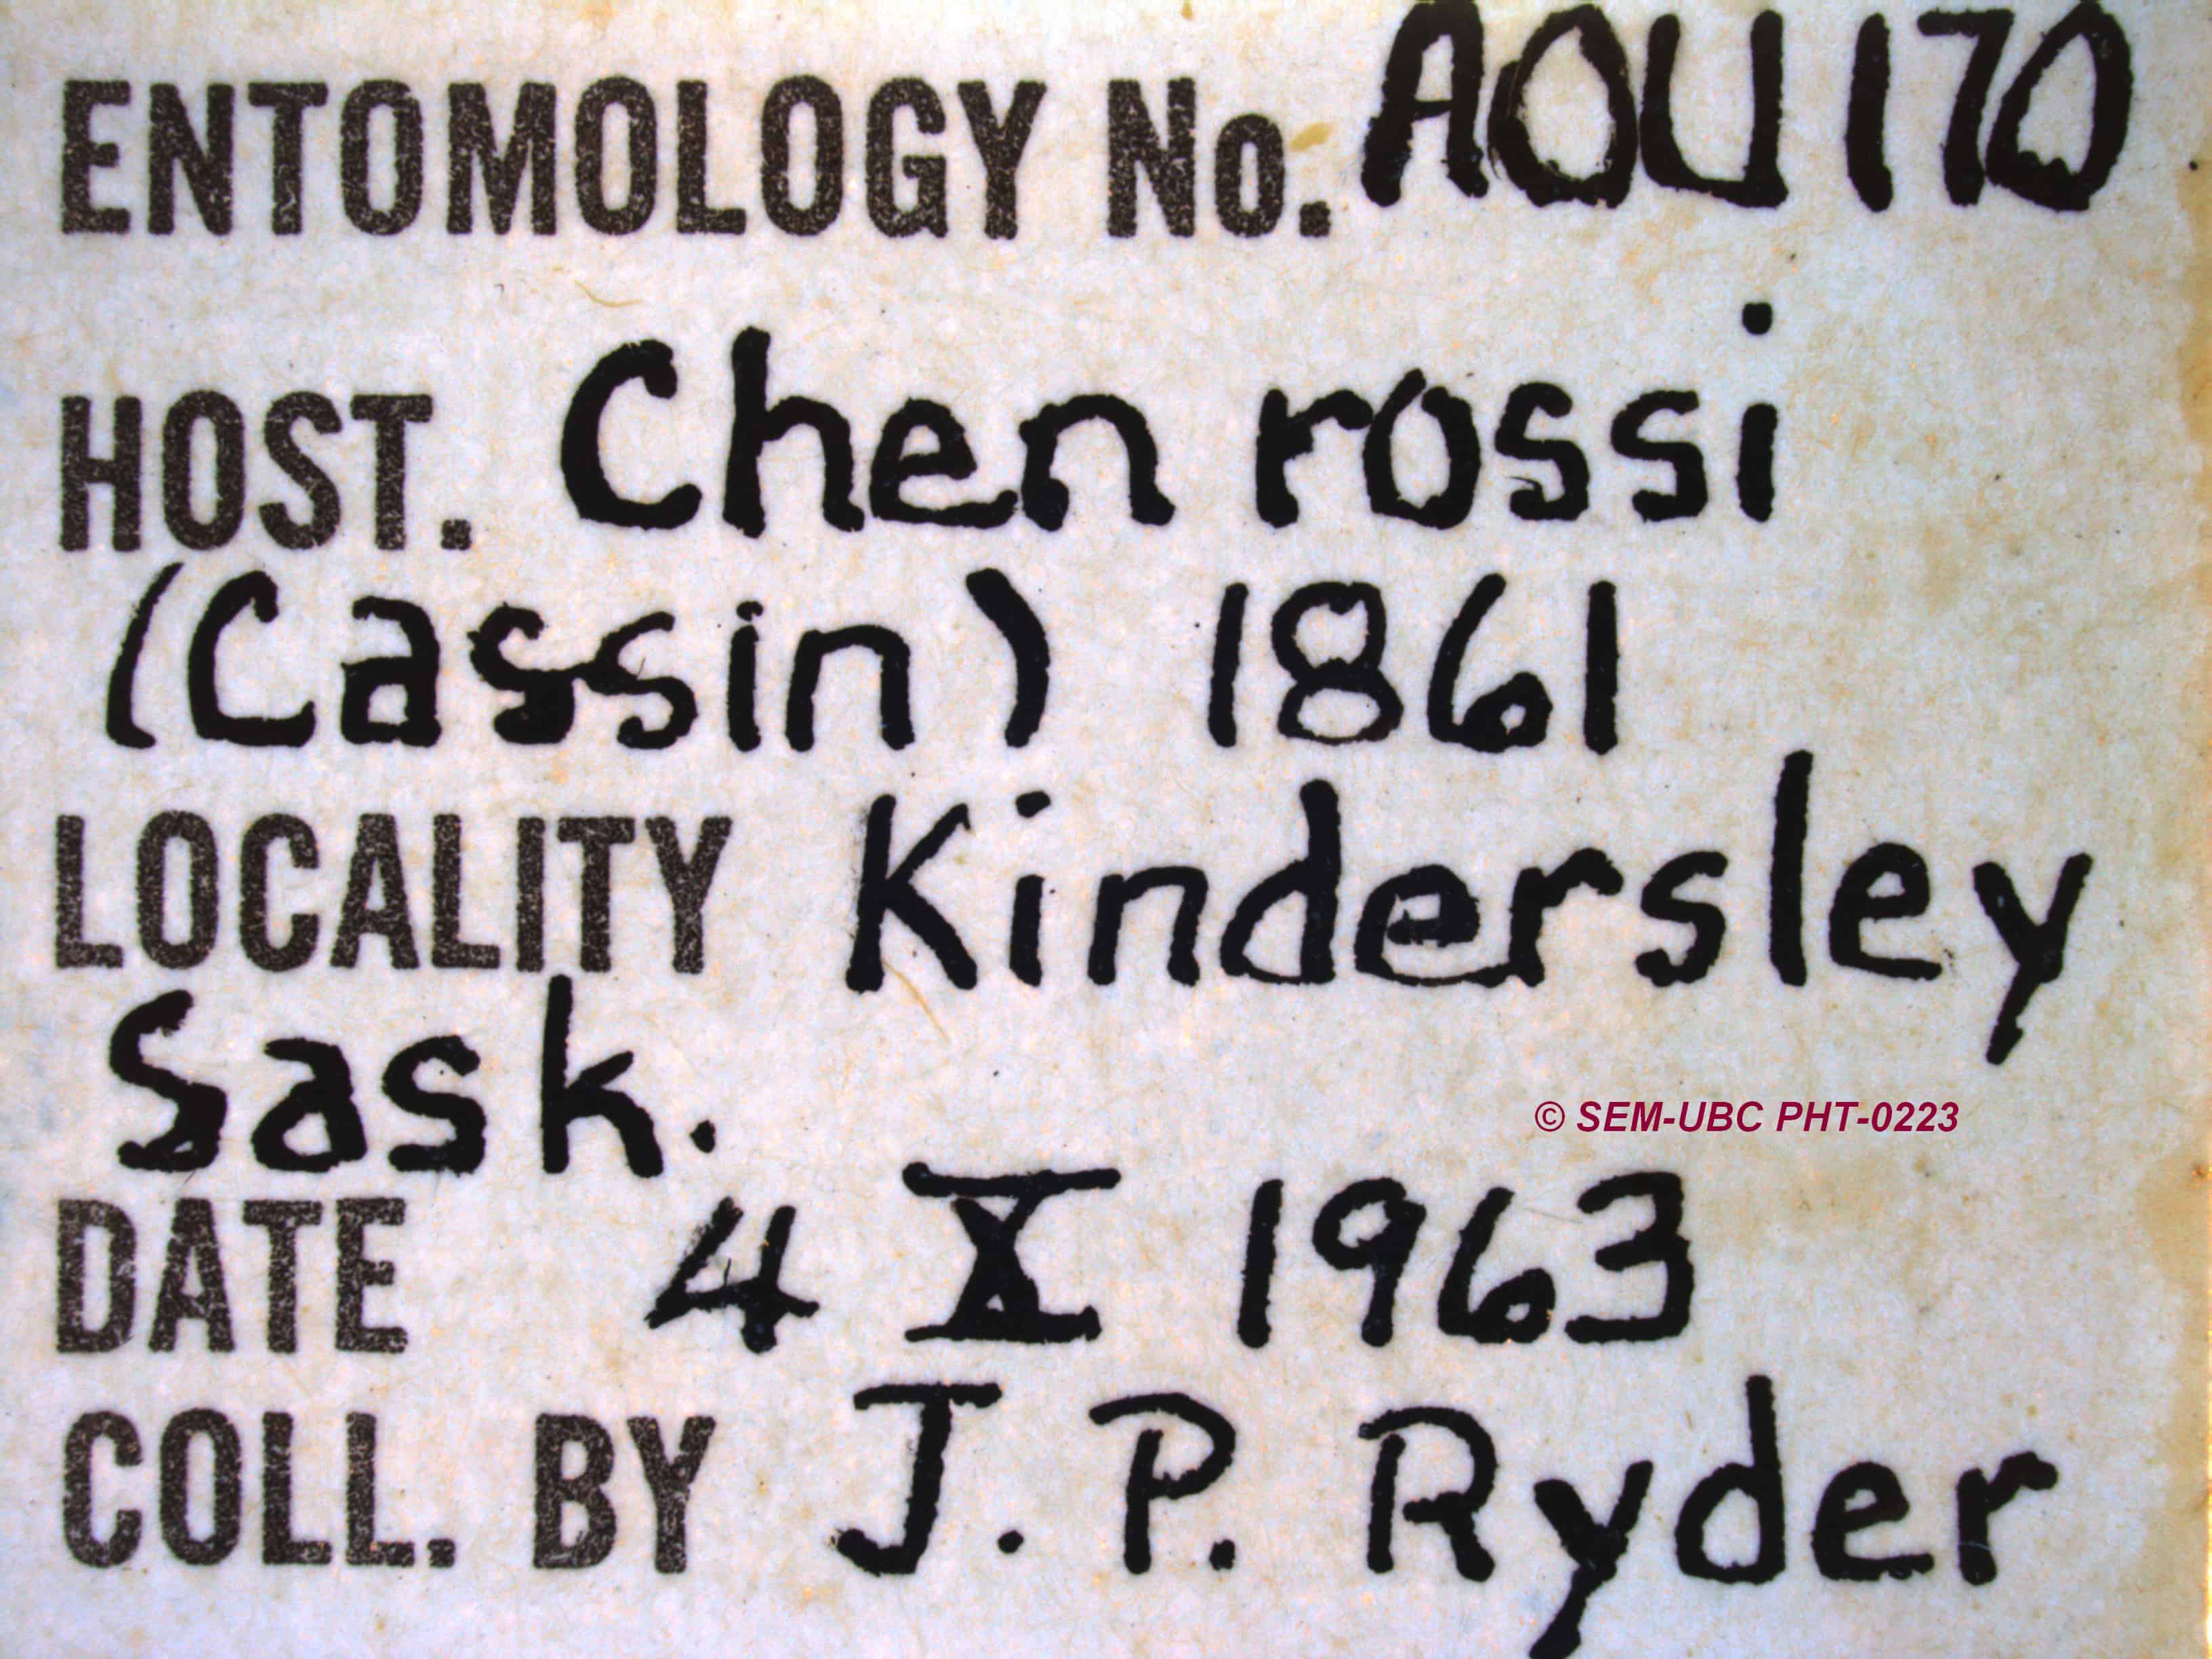 ENTOMOLOGY No. AOU 170
HOST. Chen rossi
(Cassin) 1861
LOCALITY Kindersley
Sask.
© SEM-UBC PHT-0223
DATE 4 X 1963
COLL. BY J. P. Ryder